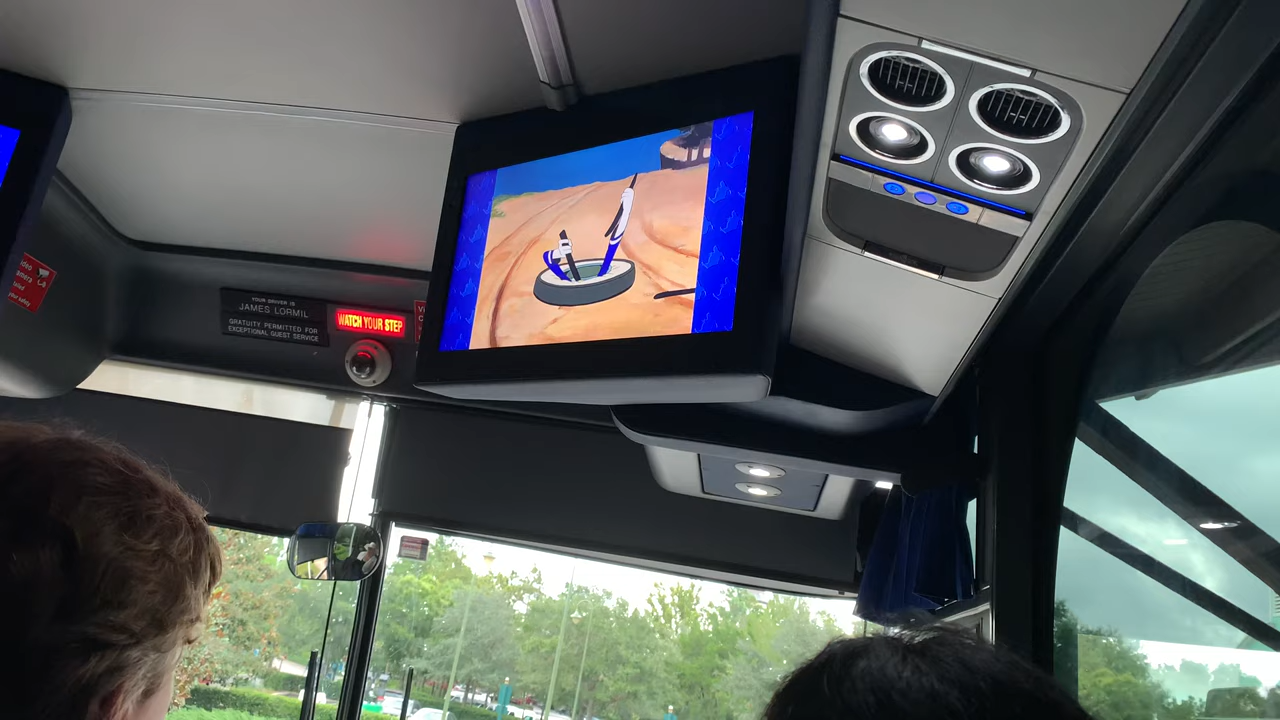 YOUR DRIVER IS
JAMES LORMIL
GRATUITY PERMITTED FOR
EXCEPTIONAL GUEST SERVICE
WATCH YOUR STEP